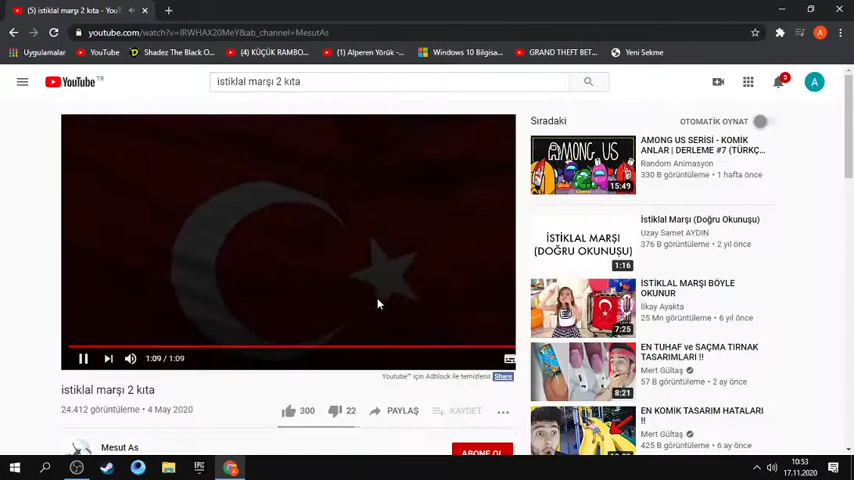 (5) istiklal marşı 2 kıta - YouT
youtube.com/watch?v=IRWHAX20MeY&ab_channel=MesutAs
Uygulamalar YouTube Shadez The Black O... (4) KÜÇÜK RAMBO... (1) Alperen Yörük -... Windows 10 Bilgisa... GRAND THEFT BET... Yeni Sekme
YouTube TR
istiklal marşı 2 kıta
5
A
Sıradaki
OTOMATİK OYNAT
AMONG US
15:49
AMONG US SERİSİ - KOMİK
ANLAR | DERLEME #7 (TÜRKÇ...
Random Animasyon
330 B görüntüleme • 1 hafta önce
İSTİKLAL MARŞI
(DOĞRU OKUNUŞU)
1:16
İstiklal Marşı (Doğru Okunuşu)
Uzay Samet AYDIN
376 B görüntüleme • 2 yıl önce
7:25
İSTİKLAL MARŞI BÖYLE
OKUNUR
İlkay Ayakta
25 Mn görüntüleme • 6 yıl önce
8:21
EN TUHAF ve SAÇMA TIRNAK
TASARIMLARI !!
Mert Gültaş
57 B görüntüleme • 2 ay önce
EN KOMİK TASARIM HATALARI
!!
Mert Gültaş
425 B görüntüleme • 6 ay önce
1:09 / 1:09
Youtube™ için Adblock ile temizlenir Share
istiklal marşı 2 kıta
24.412 görüntüleme • 4 May 2020
300
22
PAYLAŞ
KAYDET
Mesut As
ABONE OL
EPIC
10:53
17.11.2020